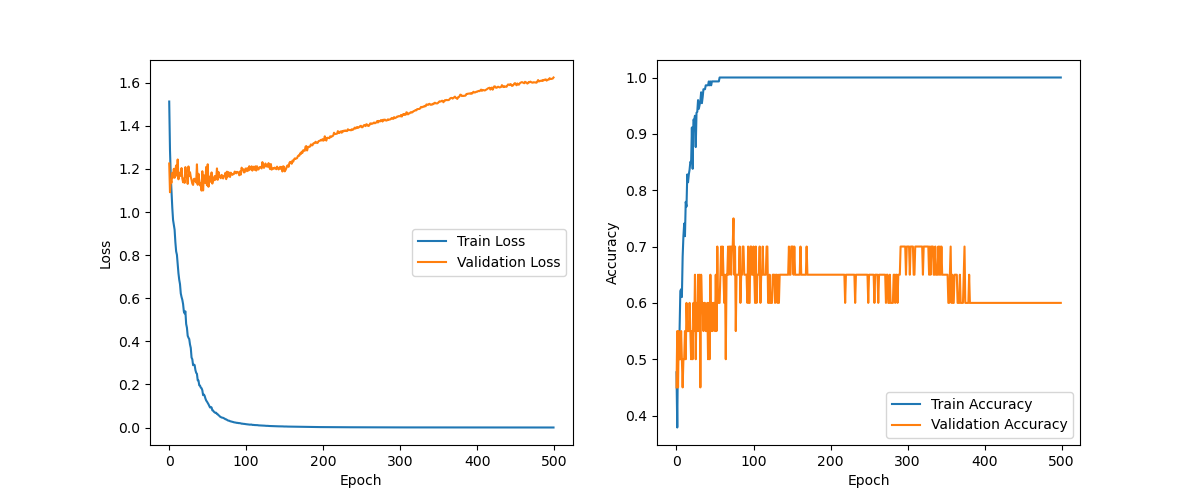 1.6
1.4
1.2
1.0
0.8
0.6
0.4
0.2
0.0
Loss
Train Loss
Validation Loss
0 100 200 300 400 500
Epoch
1.0
0.9
0.8
0.7
0.6
0.5
0.4
Accuracy
Train Accuracy
Validation Accuracy
0 100 200 300 400 500
Epoch